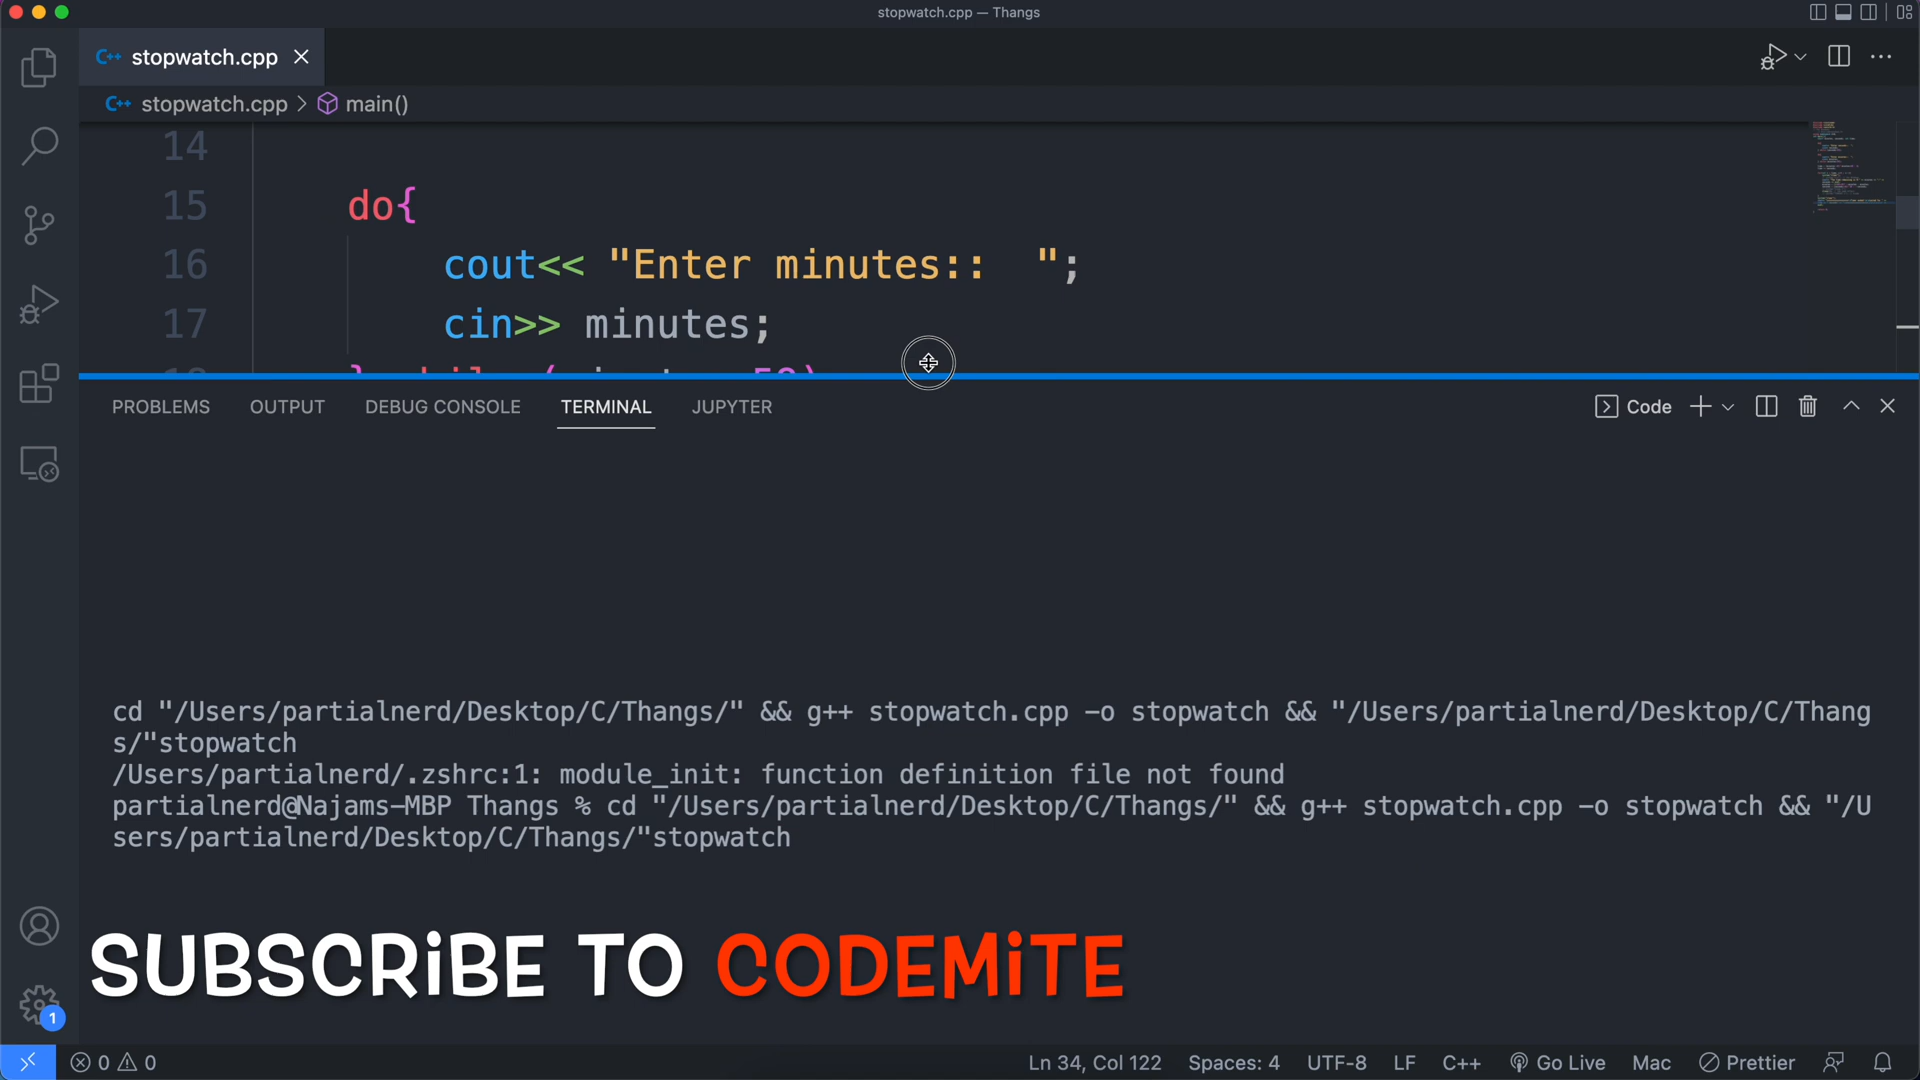 stopwatch.cpp — Thangs
C++ stopwatch.cpp
C++ stopwatch.cpp > main()
14
15 do{
16 cout<< "Enter minutes::  ";
17 cin>> minutes;
PROBLEMS OUTPUT DEBUG CONSOLE TERMINAL JUPYTER Code
cd "/Users/partialnerd/Desktop/C/Thangs/" && g++ stopwatch.cpp -o stopwatch && "/Users/partialnerd/Desktop/C/Thang
s/"stopwatch
/Users/partialnerd/.zshrc:1: module_init: function definition file not found
partialnerd@Najams-MBP Thangs % cd "/Users/partialnerd/Desktop/C/Thangs/" && g++ stopwatch.cpp -o stopwatch && "/U
sers/partialnerd/Desktop/C/Thangs/"stopwatch
SUBSCRiBE TO CODEMiTE
1
0 0 Ln 34, Col 122 Spaces: 4 UTF-8 LF C++ Go Live Mac Prettier